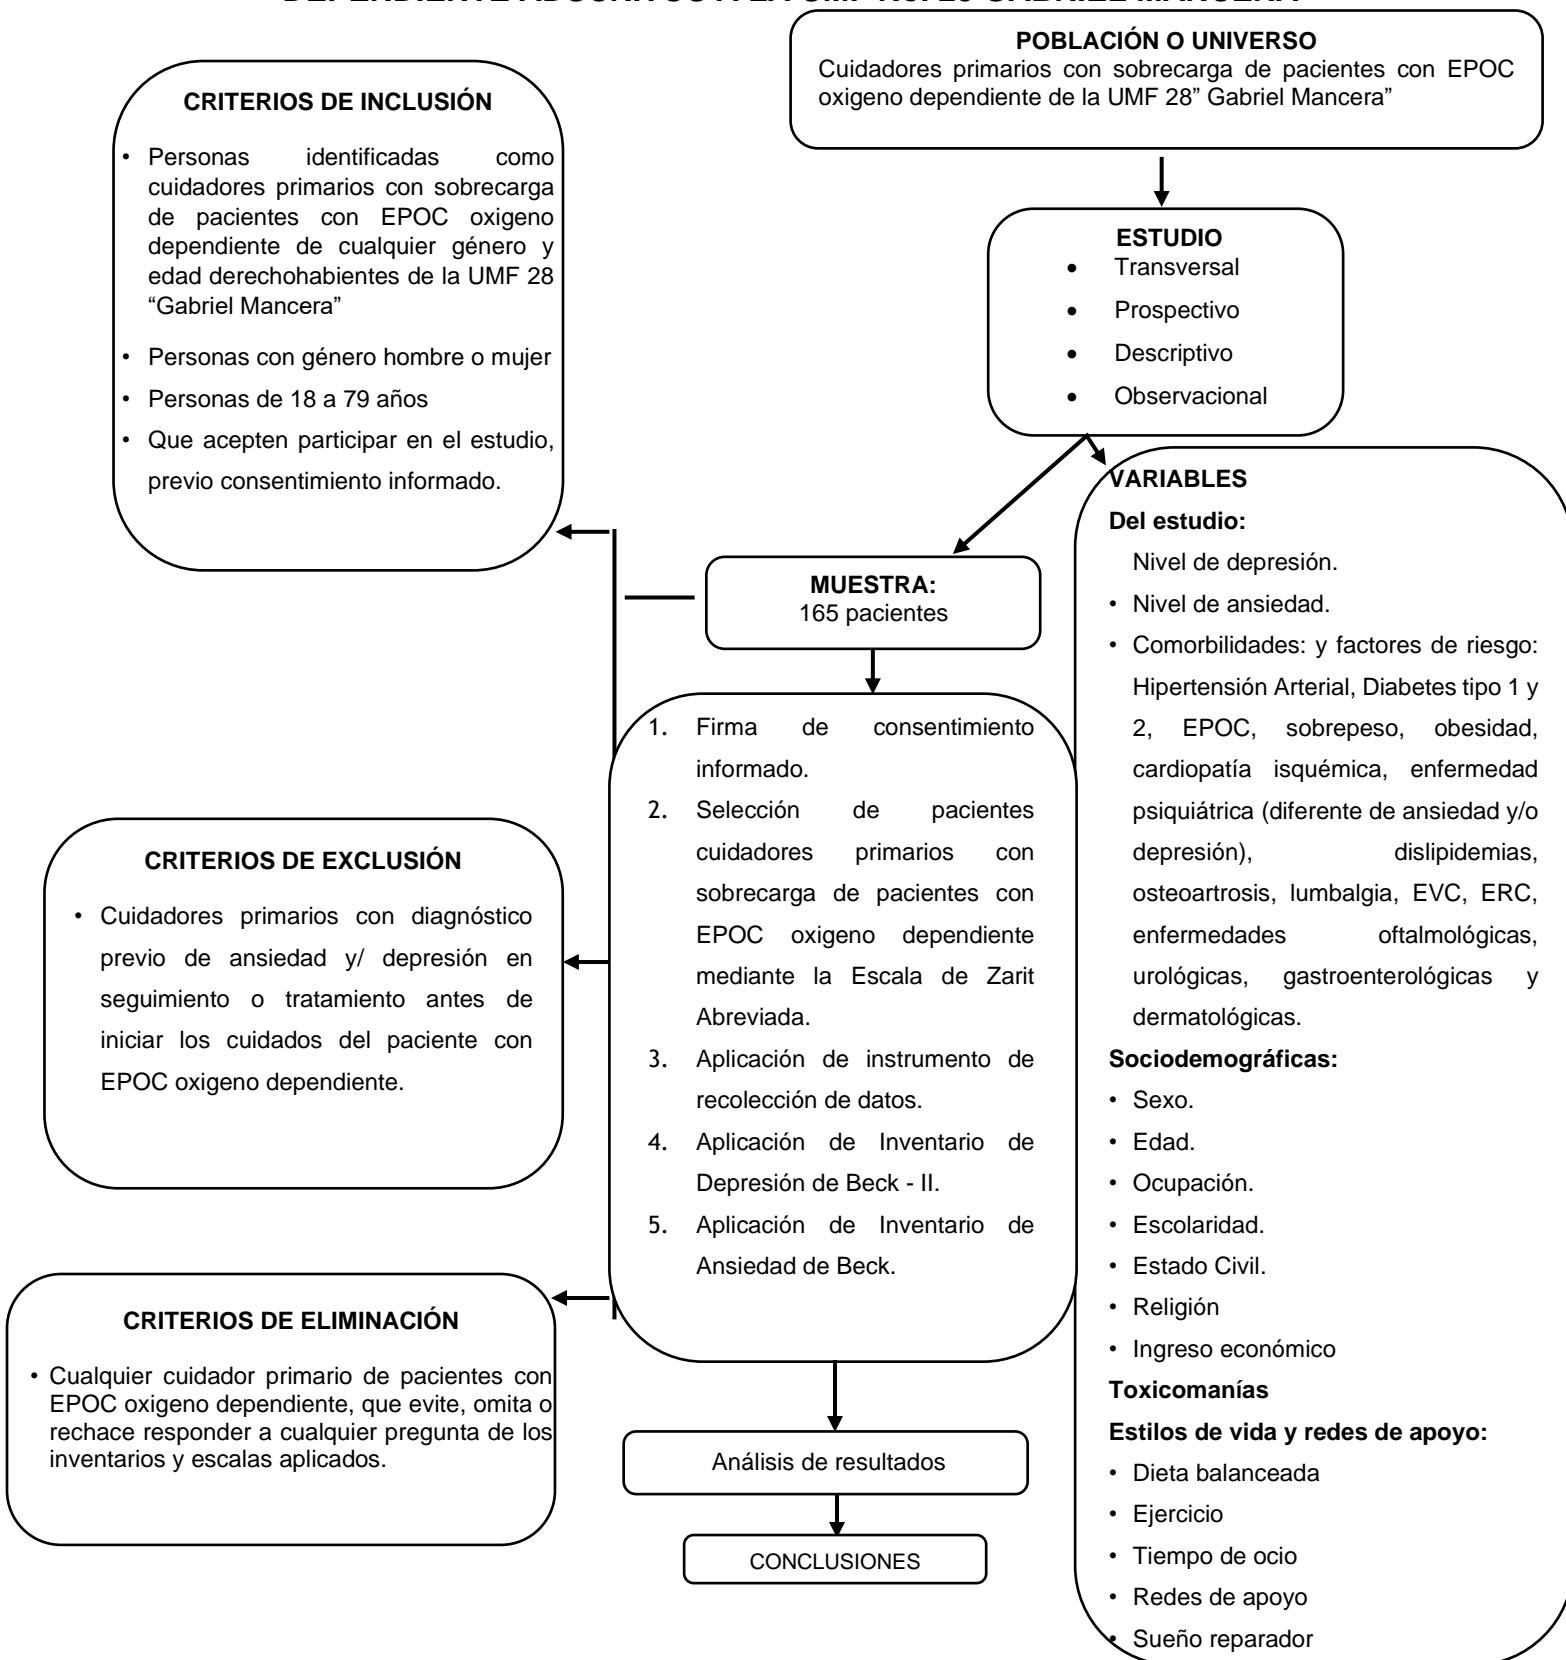 POBLACIÓN O UNIVERSO
Cuidadores primarios con sobrecarga de pacientes con EPOC
oxigeno dependiente de la UMF 28” Gabriel Mancera”
CRITERIOS DE INCLUSIÓN
• Personas identificadas como
cuidadores primarios con sobrecarga
de pacientes con EPOC oxigeno
dependiente de cualquier género y
edad derechohabientes de la UMF 28
“Gabriel Mancera”
• Personas con género hombre o mujer
• Personas de 18 a 79 años
• Que acepten participar en el estudio,
previo consentimiento informado.
ESTUDIO
• Transversal
• Prospectivo
• Descriptivo
• Observacional
MUESTRA:
165 pacientes
VARIABLES
Del estudio:
Nivel de depresión.
• Nivel de ansiedad.
• Comorbilidades: y factores de riesgo:
Hipertensión Arterial, Diabetes tipo 1 y
2, EPOC, sobrepeso, obesidad,
cardiopatía isquémica, enfermedad
psiquiátrica (diferente de ansiedad y/o
depresión), dislipidemias,
osteoartrosis, lumbalgia, EVC, ERC,
enfermedades oftalmológicas,
urológicas, gastroenterológicas y
dermatológicas.
Sociodemográficas:
• Sexo.
• Edad.
• Ocupación.
• Escolaridad.
• Estado Civil.
• Religión
• Ingreso económico
Toxicomanías
Estilos de vida y redes de apoyo:
• Dieta balanceada
• Ejercicio
• Tiempo de ocio
• Redes de apoyo
• Sueño reparador
1. Firma de consentimiento
informado.
2. Selección de pacientes
cuidadores primarios con
sobrecarga de pacientes con
EPOC oxigeno dependiente
mediante la Escala de Zarit
Abreviada.
3. Aplicación de instrumento de
recolección de datos.
4. Aplicación de Inventario de
Depresión de Beck - II.
5. Aplicación de Inventario de
Ansiedad de Beck.
CRITERIOS DE EXCLUSIÓN
• Cuidadores primarios con diagnóstico
previo de ansiedad y/ depresión en
seguimiento o tratamiento antes de
iniciar los cuidados del paciente con
EPOC oxigeno dependiente.
CRITERIOS DE ELIMINACIÓN
• Cualquier cuidador primario de pacientes con
EPOC oxigeno dependiente, que evite, omita o
rechace responder a cualquier pregunta de los
inventarios y escalas aplicados.
Análisis de resultados
CONCLUSIONES